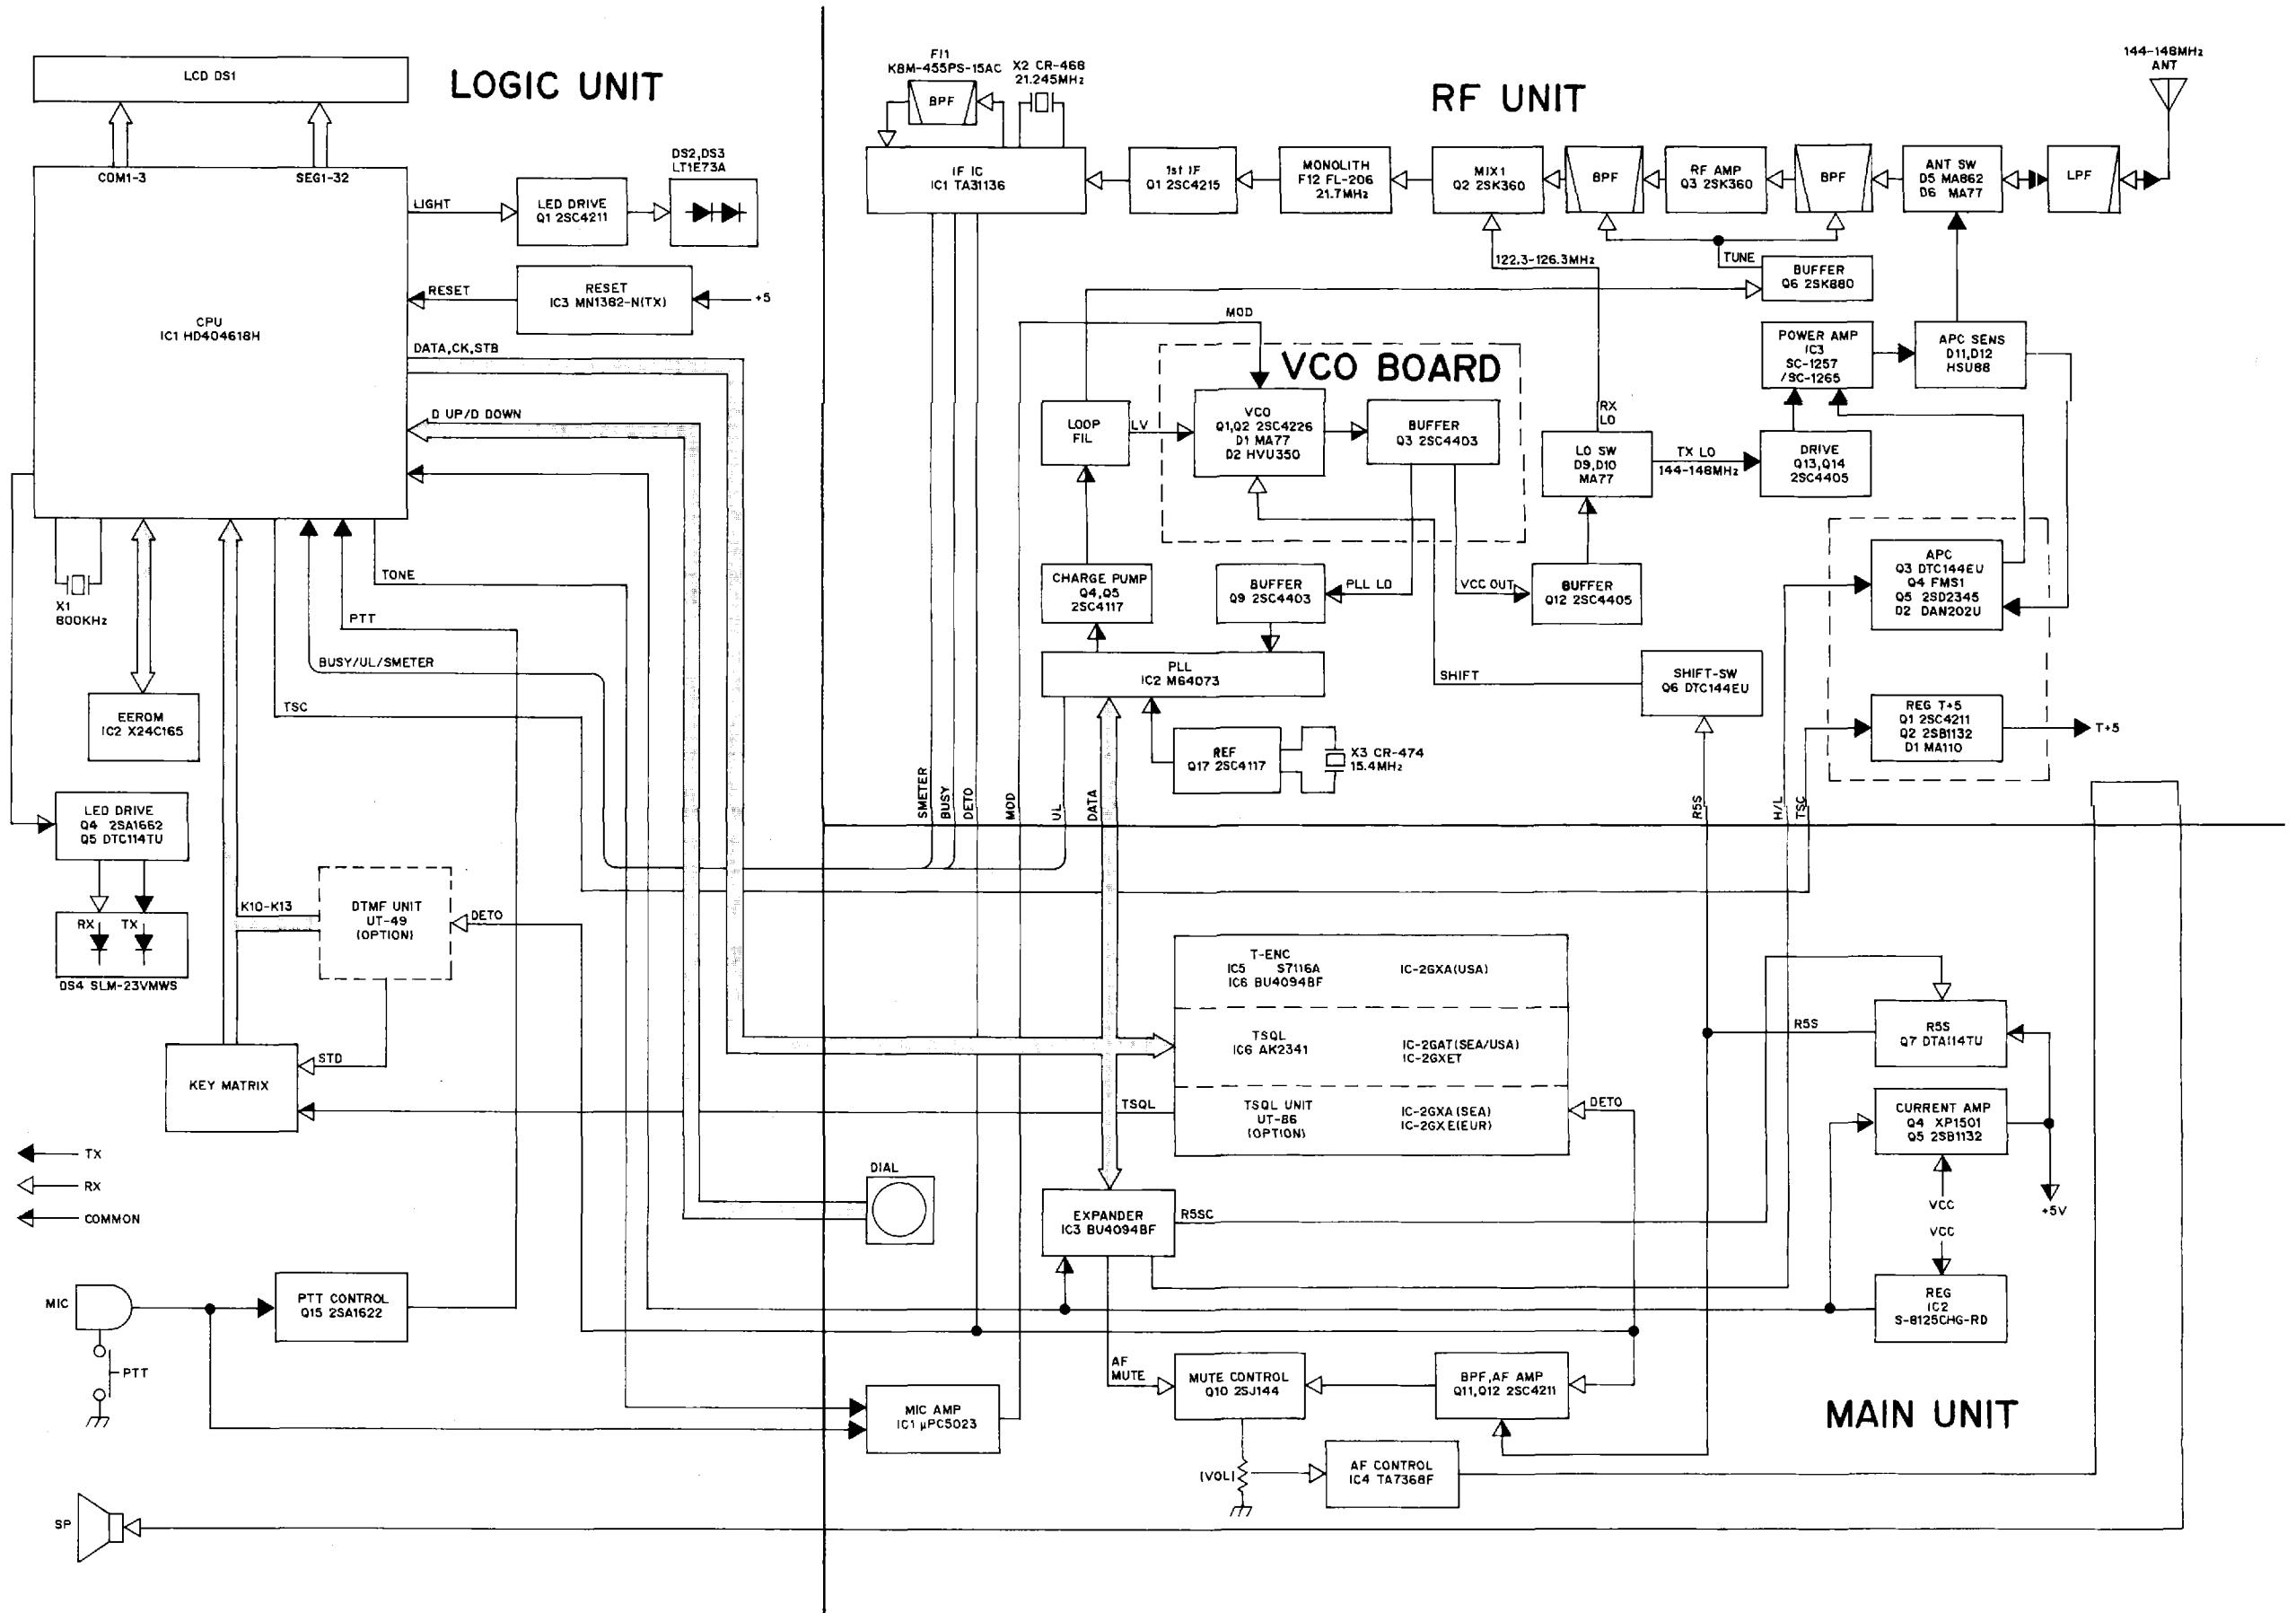 LOGIC UNIT
LCD DS1
COM1-3
SEG1-32
CPU
IC1 HD404618H
LIGHT
LED DRIVE
Q1 2SC4211
DS2,DS3
LT1E73A
RESET
RESET
IC3 MN1382-N(TX)
+5
DATA,CK,STB
D UP/D DOWN
X1
800KHz
TONE
PTT
BUSY/UL/SMETER
TSC
EEROM
IC2 X24C165
LED DRIVE
Q4 2SA1662
Q5 DTC114TU
RX
TX
DS4 SLM-23VMWS
K10-K13
DTMF UNIT
UT-49
(OPTION)
DETO
STD
KEY MATRIX
TX
RX
COMMON
MIC
PTT
PTT CONTROL
Q15 2SA1622
SP
RF UNIT
FI1
KBM-455PS-15AC
BPF
X2 CR-468
21.245MHz
144-148MHz
ANT
IF IC
IC1 TA31136
1st IF
Q1 2SC4215
MONOLITH
F12 FL-206
21.7MHz
MIX1
Q2 2SK360
BPF
RF AMP
Q3 2SK360
BPF
ANT SW
D5 MA862
D6 MA77
LPF
122.3-126.3MHz
TUNE
BUFFER
Q6 2SK880
MOD
VCO BOARD
POWER AMP
IC3
SC-1257
/SC-1265
APC SENS
D11,D12
HSU88
LOOP
FIL
LV
VCO
Q1,Q2 2SC4226
D1 MA77
D2 HVU350
BUFFER
Q3 2SC4403
RX
LO
LO SW
D9,D10
MA77
TX LO
144-148MHz
DRIVE
Q13,Q14
2SC4405
CHARGE PUMP
Q4,Q5
2SC4117
BUFFER
Q9 2SC4403
PLL LO
VCC OUT
BUFFER
Q12 2SC4405
APC
Q3 DTC144EU
Q4 FMS1
Q5 2SD2345
D2 DAN202U
PLL
IC2 M64073
SHIFT
SHIFT-SW
Q6 DTC144EU
REG T+5
Q1 2SC4211
Q2 2SB1132
D1 MA110
T+5
REF
Q17 2SC4117
X3 CR-474
15.4MHz
SMETER
BUSY
DETO
MOD
UL
DATA
R5S
H/L
TSC
T-ENC
IC5 S7116A
IC6 BU4094BF
IC-2GXA(USA)
TSQL
IC6 AK2341
IC-2GAT(SEA/USA)
IC-2GXET
TSQL
TSQL UNIT
UT-86
(OPTION)
IC-2GXA(SEA)
IC-2GXE(EUR)
DETO
R5S
R5S
Q7 DTA114TU
CURRENT AMP
Q4 XP1501
Q5 2SB1132
VCC
VCC
+5V
REG
IC2
S-8125CHG-RD
DIAL
EXPANDER
IC3 BU4094BF
R5SC
AF
MUTE
MUTE CONTROL
Q10 2SJ144
BPF,AF AMP
Q11,Q12 2SC4211
MIC AMP
IC1 µPC5023
(VOL)
AF CONTROL
IC4 TA7368F
MAIN UNIT